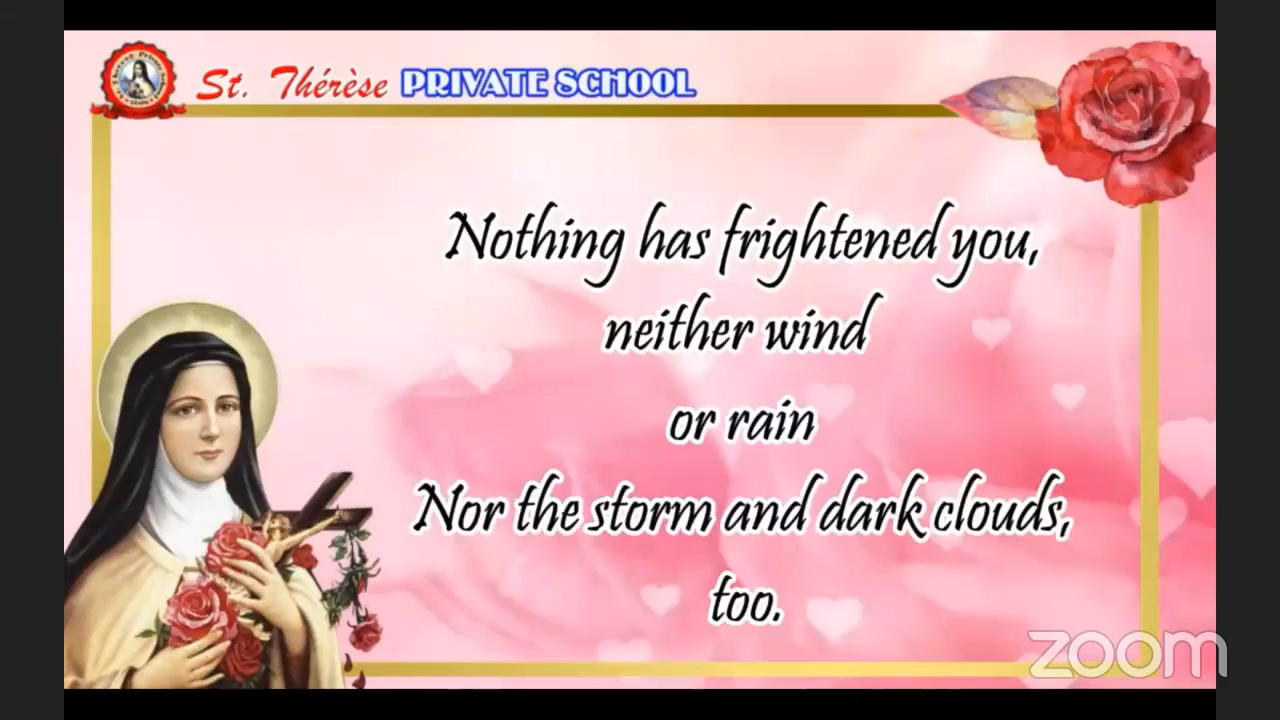 St. Thérèse PRIVATE SCHOOL
Nothing has frightened you,
neither wind
or rain
Nor the storm and dark clouds,
too.
zoom